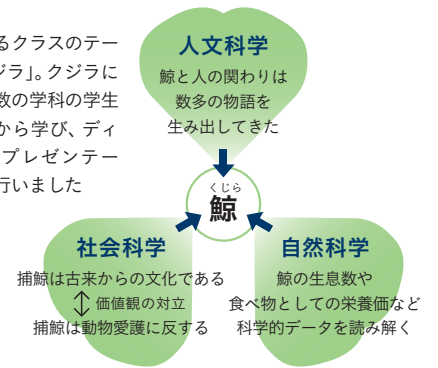 るクラスのテー
ジラ」。クジラに
数の学科の学生
から学び、ディ
プレゼンテー
行いました
人文科学
鯨と人の関わりは
数多の物語を
生み出してきた
くじら
鯨
社会科学
捕鯨は古来からの文化である
価値観の対立
捕鯨は動物愛護に反する
自然科学
鯨の生息数や
食べ物としての栄養価など
科学的データを読み解く